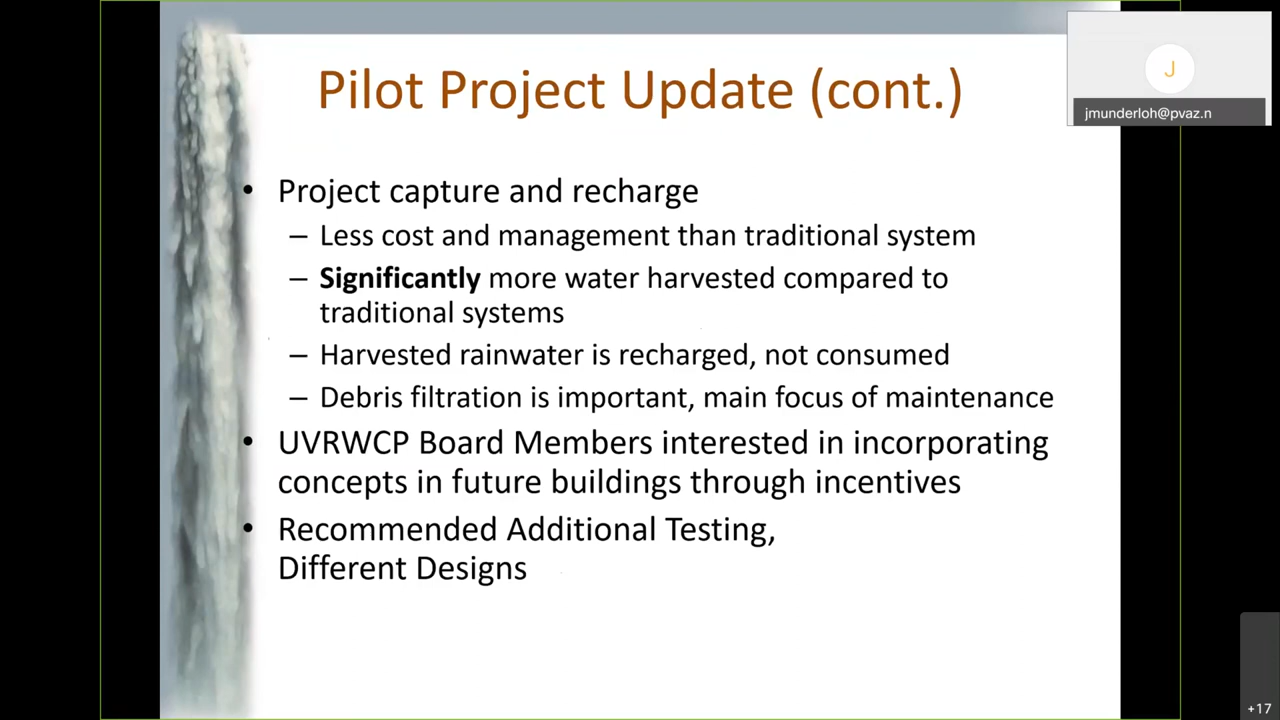 Pilot Project Update (cont.)
J
jmunderloh@pvaz.n
• Project capture and recharge
– Less cost and management than traditional system
– Significantly more water harvested compared to
traditional systems
– Harvested rainwater is recharged, not consumed
– Debris filtration is important, main focus of maintenance
• UVRWCP Board Members interested in incorporating
concepts in future buildings through incentives
• Recommended Additional Testing,
Different Designs
+17